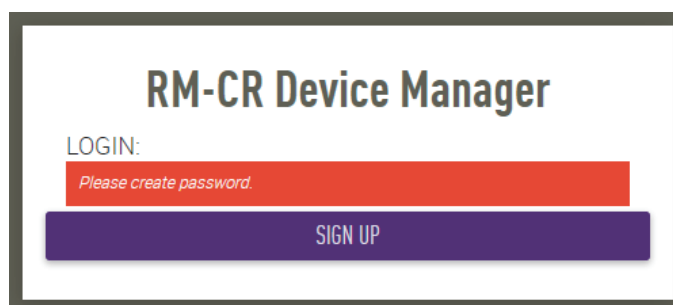 RM-CR Device Manager
LOGIN:
Please create password.
SIGN UP